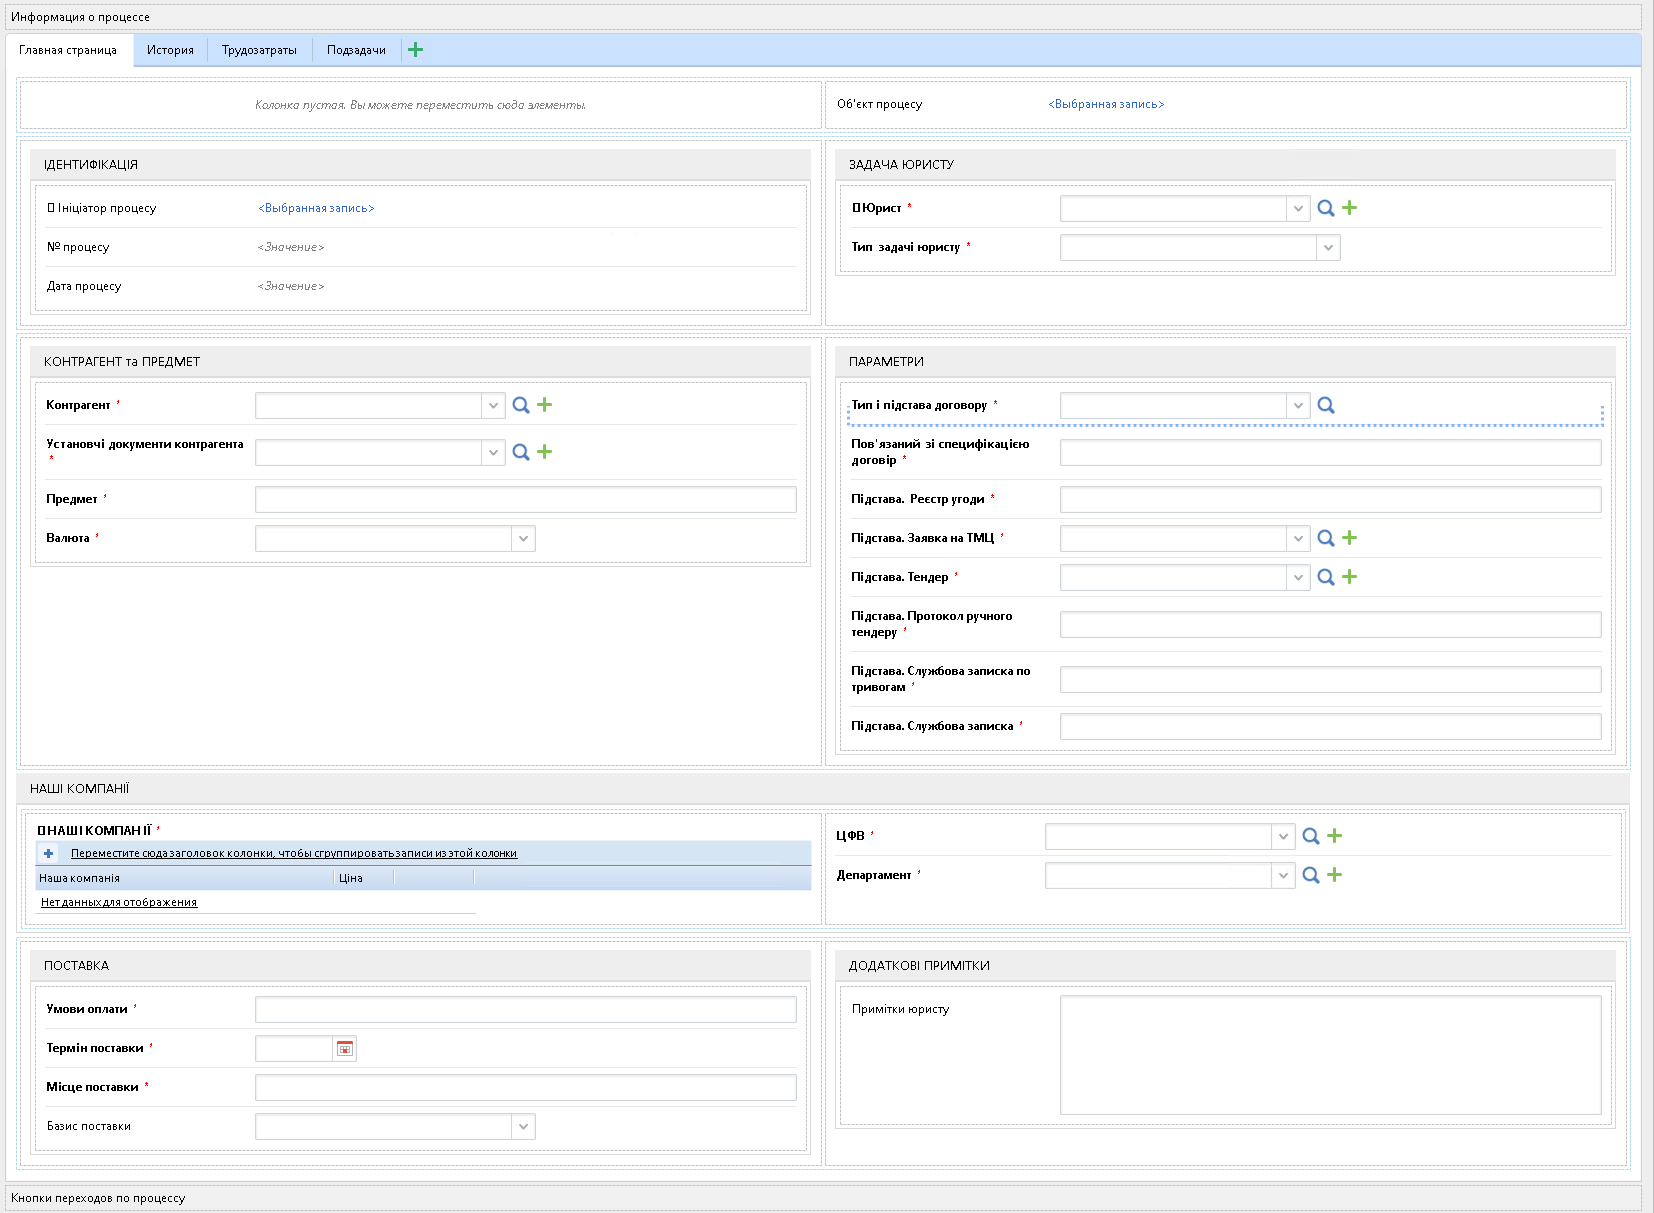 Информация о процессе
Главная страница
История
Трудозатраты
Подзадачи
Колонка пустая. Вы можете переместить сюда элементы.
Об'єкт процесу
<Выбранная запись>
ІДЕНТИФІКАЦІЯ
Ініціатор процесу
<Выбранная запись>
№ процесу
<Значение>
Дата процесу
<Значение>
ЗАДАЧА ЮРИСТУ
Юрист *
Тип задачі юристу *
КОНТРАГЕНТ та ПРЕДМЕТ
Контрагент *
Установчі документи контрагента
*
Предмет *
Валюта *
ПАРАМЕТРИ
Тип і підстава договору *
Пов'язаний зі специфікацією
договір *
Підстава. Реєстр угоди *
Підстава. Заявка на ТМЦ *
Підстава. Тендер *
Підстава. Протокол ручного
тендеру *
Підстава. Службова записка по
тривогам *
Підстава. Службова записка *
НАШІ КОМПАНІЇ
НАШІ КОМПАНІЇ *
Переместите сюда заголовок колонки, чтобы сгруппировать записи из этой колонки
Наша компанія
Ціна
Нет данных для отображения
ЦФВ *
Департамент *
ПОСТАВКА
Умови оплати *
Термін поставки *
Місце поставки *
Базис поставки
ДОДАТКОВІ ПРИМІТКИ
Примітки юристу
Кнопки переходов по процессу